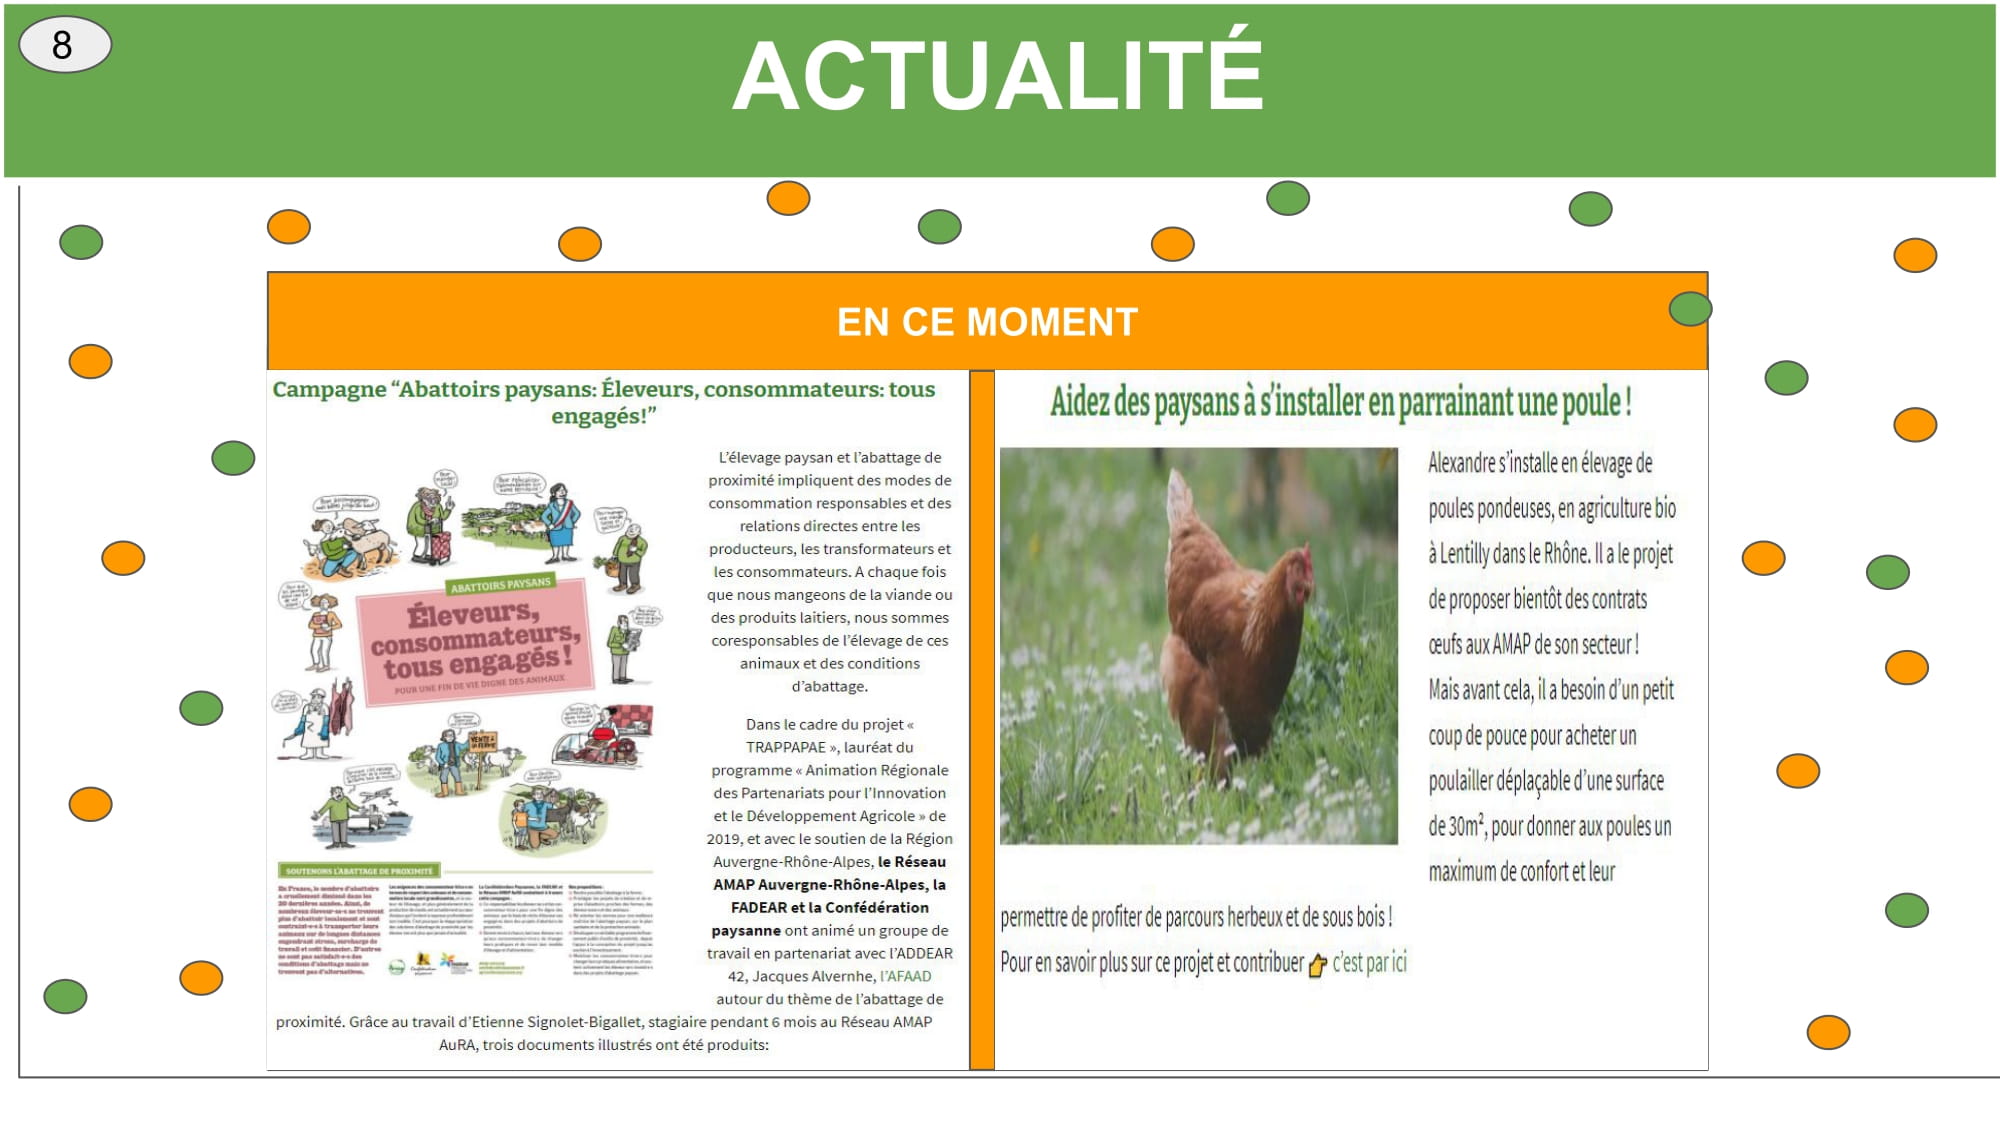 8
ACTUALITÉ
EN CE MOMENT
Campagne “Abattoirs paysans: Éleveurs, consommateurs: tous
engagés!”
ABATTOIRS PAYSANS
Éleveurs,
consommateurs,
tous engagés !
POUR UNE FIN DE VIE DIGNE DES ANIMAUX
VENTE À
LA FERME
SOUTENONS L’ABATTAGE DE PROXIMITÉ
L’élevage paysan et l’abattage de
proximité impliquent des modes de
consommation responsables et des
relations directes entre les
producteurs, les transformateurs et
les consommateurs. A chaque fois
que nous mangeons de la viande ou
des produits laitiers, nous sommes
coresponsables de l’élevage de ces
animaux et des conditions
d’abattage.
Dans le cadre du projet «
TRAPPAPAE », lauréat du
programme « Animation Régionale
des Partenariats pour l’Innovation
et le Développement Agricole » de
2019, et avec le soutien de la Région
Auvergne-Rhône-Alpes, le Réseau
AMAP Auvergne-Rhône-Alpes, la
FADEAR et la Confédération
paysanne ont animé un groupe de
travail en partenariat avec l’ADDEAR
42, Jacques Alvernhe, l’AFAAD
autour du thème de l’abattage de
proximité. Grâce au travail d’Etienne Signolet-Bigallet, stagiaire pendant 6 mois au Réseau AMAP
AuRA, trois documents illustrés ont été produits:
Aidez des paysans à s’installer en parrainant une poule !
Alexandre s’installe en élevage de
poules pondeuses, en agriculture bio
à Lentilly dans le Rhône. Il a le projet
de proposer bientôt des contrats
œufs aux AMAP de son secteur !
Mais avant cela, il a besoin d’un petit
coup de pouce pour acheter un
poulailler déplaçable d’une surface
de 30m², pour donner aux poules un
maximum de confort et leur
permettre de profiter de parcours herbeux et de sous bois !
Pour en savoir plus sur ce projet et contribuer 👉 c’est par ici